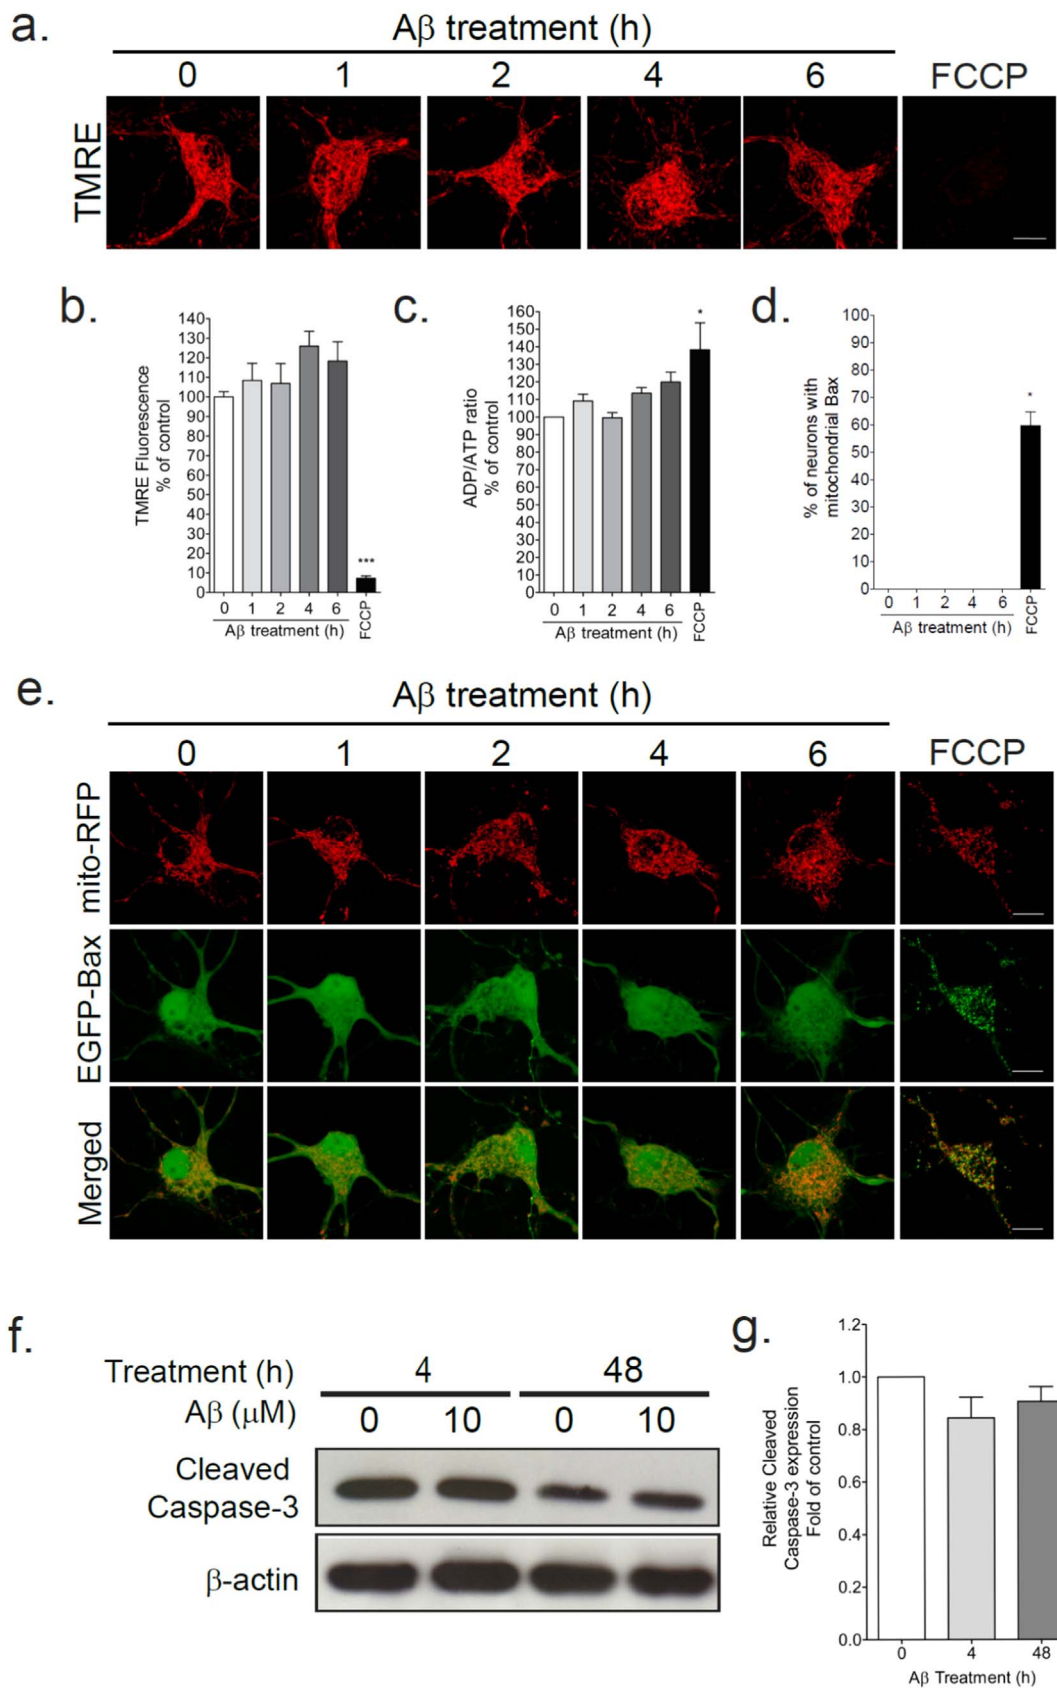 a.
Aβ treatment (h)
0 1 2 4 6 FCCP
TMRE
b.
TMRE Fluorescence
% of control
140
130
120
110
100
90
80
70
60
50
40
30
20
10
0
***
0 1 2 4 6 FCCP
Aβ treatment (h)
c.
ADP/ATP ratio
% of control
160
150
140
130
120
110
100
90
80
70
60
50
40
30
20
10
0
*
0 1 2 4 6 FCCP
Aβ treatment (h)
d.
% of neurons with
mitochondrial Bax
100
90
80
70
60
50
40
30
20
10
0
*
0 1 2 4 6 FCCP
Aβ treatment (h)
e.
Aβ treatment (h)
0 1 2 4 6 FCCP
mito-RFP
EGFP-Bax
Merged
f.
Treatment (h) 4 48
Aβ (μM) 0 10 0 10
Cleaved
Caspase-3
β-actin
g.
Relative Cleaved
Caspase-3 expression
Fold of control
1.2
1.0
0.8
0.6
0.4
0.2
0.0
0 4 48
Aβ Treatment (h)